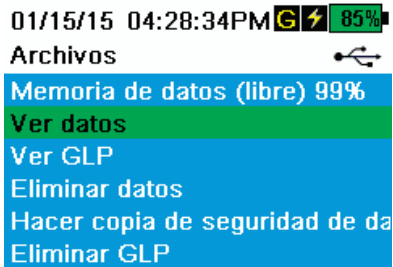 01/15/15 04:28:34PM G 85%
Archivos
Memoria de datos (libre) 99%
Ver datos
Ver GLP
Eliminar datos
Hacer copia de seguridad de da
Eliminar GLP